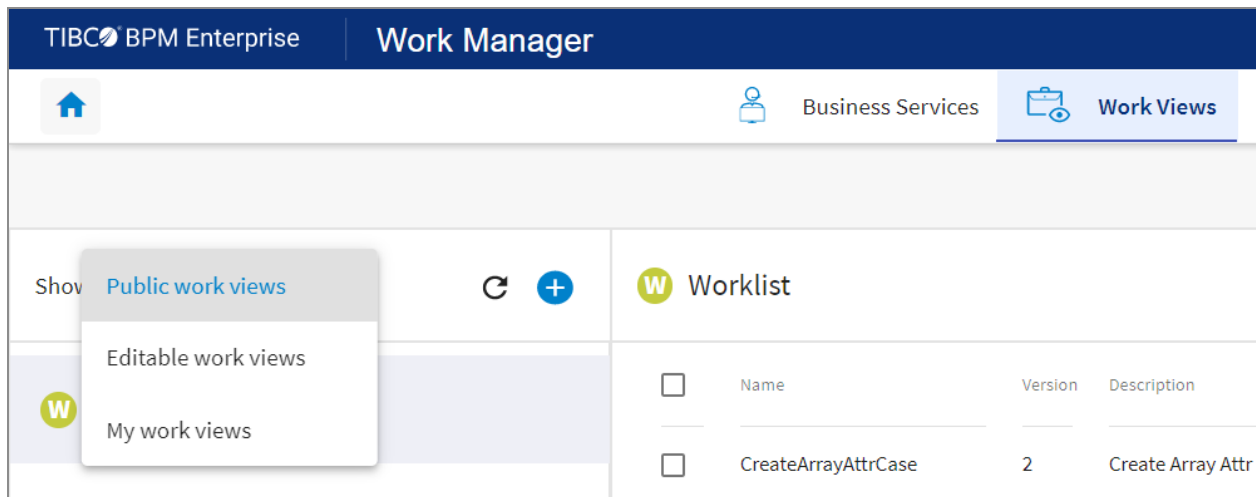 TIBCO® BPM Enterprise
Work Manager
Business Services
Work Views
Show
Public work views
Editable work views
My work views
W
W Worklist
Name Version Description
CreateArrayAttrCase 2 Create Array Attr